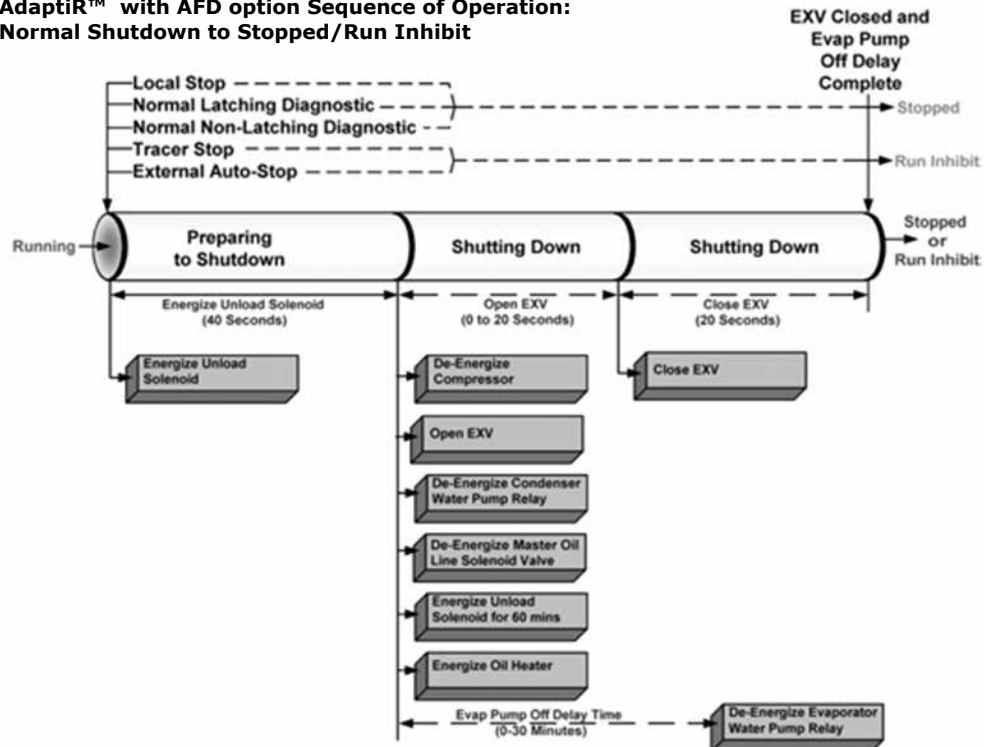 AdaptiR™ with AFD option Sequence of Operation:
Normal Shutdown to Stopped/Run Inhibit
EXV Closed and
Evap Pump
Off Delay
Complete
Local Stop
Normal Latching Diagnostic
Normal Non-Latching Diagnostic
Tracer Stop
External Auto-Stop
Stopped
Run Inhibit
Running
Preparing
to Shutdown
Shutting Down
Shutting Down
Stopped
or
Run Inhibit
Energize Unload Solenoid
(40 Seconds)
Open EXV
(0 to 20 Seconds)
Close EXV
(20 Seconds)
Energize Unload
Solenoid
De-Energize
Compressor
Close EXV
Open EXV
De-Energize Condenser
Water Pump Relay
De-Energize Master Oil
Line Solenoid Valve
Energize Unload
Solenoid for 60 mins
Energize Oil Heater
Evap Pump Off Delay Time
(0-30 Minutes)
De-Energize Evaporator
Water Pump Relay